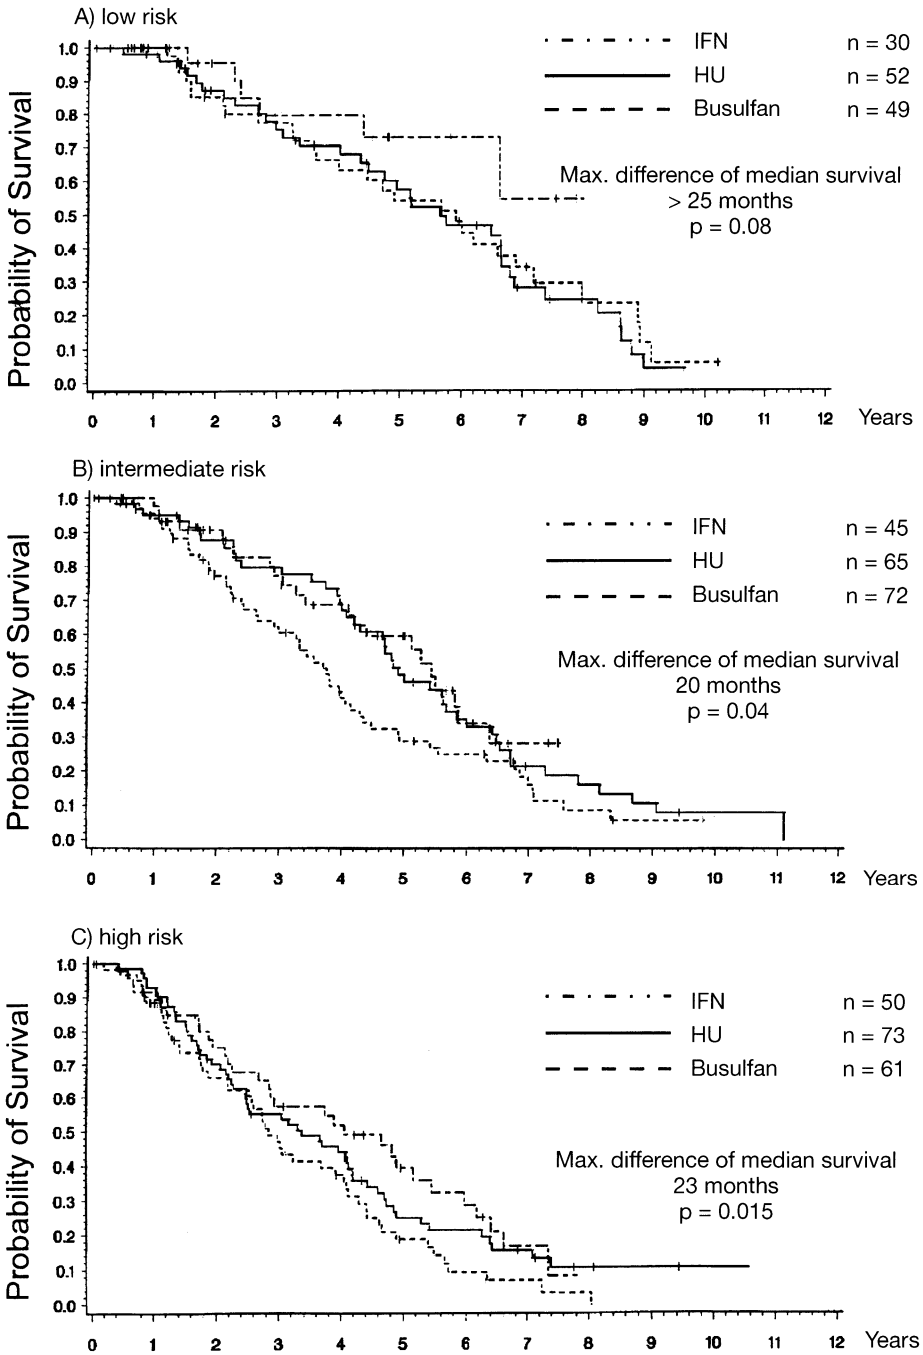 A) low risk
1.0
0.9
0.8
0.7
0.6
0.5
0.4
0.3
0.2
0.1
0.0
Probability of Survival
IFN n = 30
HU n = 52
Busulfan n = 49
Max. difference of median survival
> 25 months
p = 0.08
0 1 2 3 4 5 6 7 8 9 10 11 12 Years
B) intermediate risk
1.0
0.9
0.8
0.7
0.6
0.5
0.4
0.3
0.2
0.1
0.0
Probability of Survival
IFN n = 45
HU n = 65
Busulfan n = 72
Max. difference of median survival
20 months
p = 0.04
0 1 2 3 4 5 6 7 8 9 10 11 12 Years
C) high risk
1.0
0.9
0.8
0.7
0.6
0.5
0.4
0.3
0.2
0.1
0.0
Probability of Survival
IFN n = 50
HU n = 73
Busulfan n = 61
Max. difference of median survival
23 months
p = 0.015
0 1 2 3 4 5 6 7 8 9 10 11 12 Years